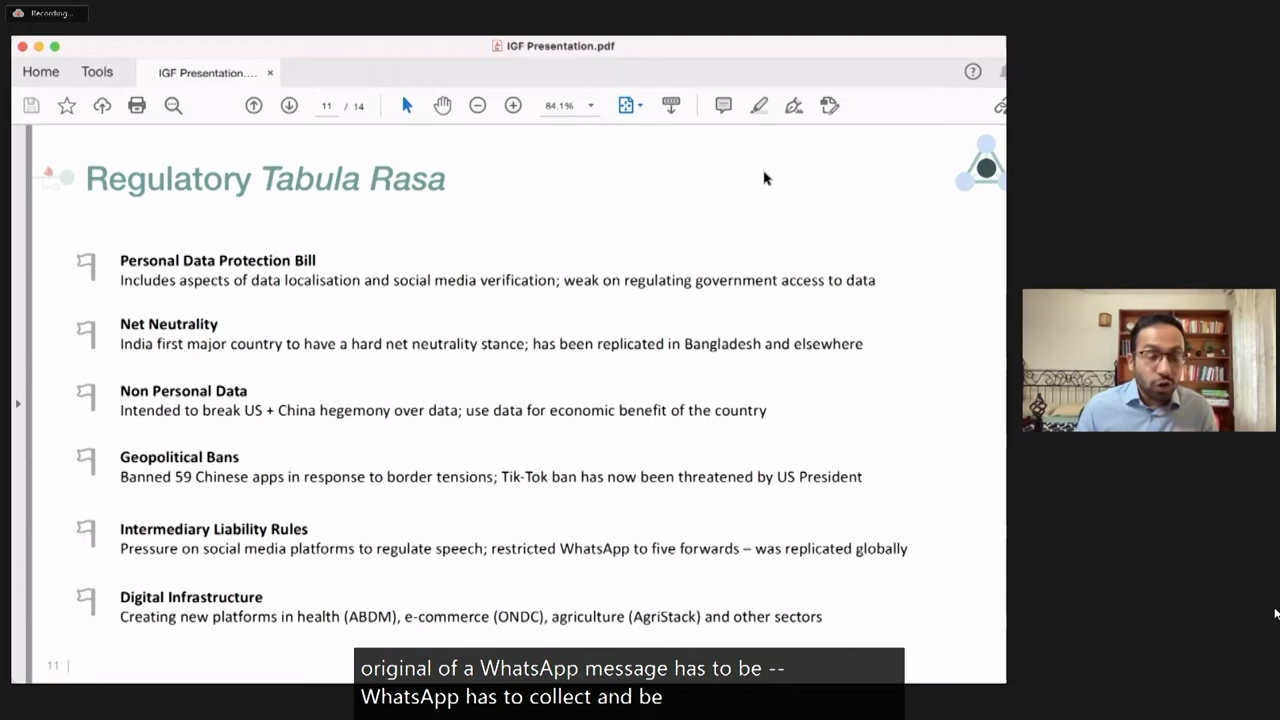 Recording...
IGF Presentation.pdf
Home Tools IGF Presentation.... ×
11 / 14 84.1%
Regulatory Tabula Rasa
Personal Data Protection Bill
Includes aspects of data localisation and social media verification; weak on regulating government access to data
Net Neutrality
India first major country to have a hard net neutrality stance; has been replicated in Bangladesh and elsewhere
Non Personal Data
Intended to break US + China hegemony over data; use data for economic benefit of the country
Geopolitical Bans
Banned 59 Chinese apps in response to border tensions; Tik-Tok ban has now been threatened by US President
Intermediary Liability Rules
Pressure on social media platforms to regulate speech; restricted WhatsApp to five forwards – was replicated globally
Digital Infrastructure
Creating new platforms in health (ABDM), e-commerce (ONDC), agriculture (AgriStack) and other sectors
11 |
original of a WhatsApp message has to be --
WhatsApp has to collect and be